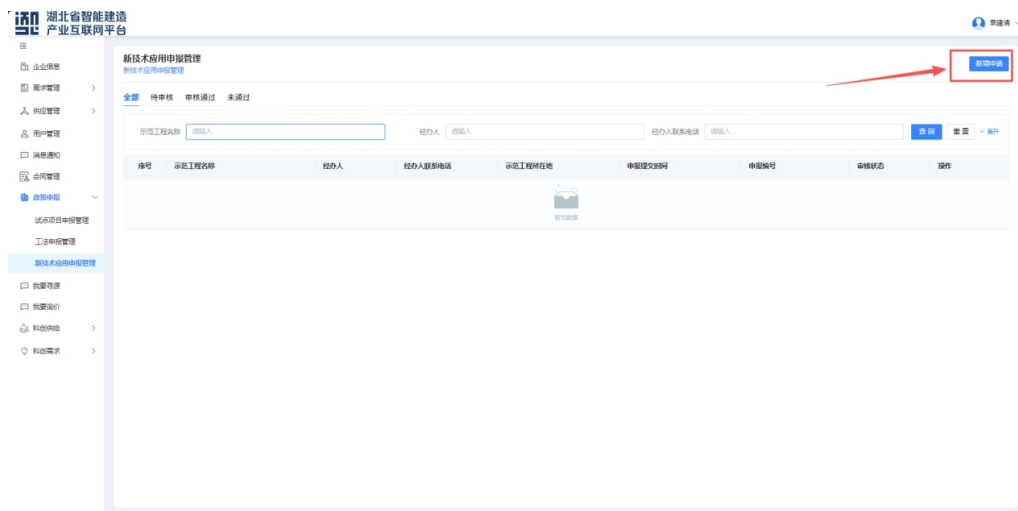 湖北省智能建造
产业互联网平台
企业信息
需求管理
供应管理
用户管理
消息通知
合同管理
政策申报
试点项目申报管理
工法申报管理
新技术应用申报管理
我要寻源
我要询价
科创供给
科创需求
新技术应用申报管理
新技术应用申报管理
新增申请
全部 待审核 审核通过 未通过
示范工程名称 请输入 经办人 请输入 经办人联系电话 请输入 查询 重置 展开
序号 示范工程名称 经办人 经办人联系电话 示范工程所在地 申报提交时间 申报编号 审核状态 操作
暂无数据